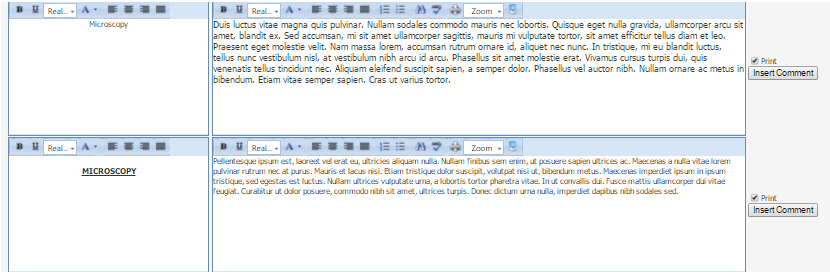 B U Real.. A Real.. A Zoom
Microscopy
Duis luctus vitae magna quis pulvinar. Nullam sodales commodo mauris nec lobortis. Quisque eget nulla gravida, ullamcorper arcu sit
amet, blandit ex. Sed accumsan, mi sit amet ullamcorper sagittis, mauris mi vulputate tortor, sit amet efficitur tellus diam et leo.
Praesent eget molestie velit. Nam massa lorem, accumsan rutrum ornare id, aliquet nec nunc. In tristique, mi eu blandit luctus,
tellus nunc vestibulum nisl, at vestibulum nibh arcu id arcu. Phasellus sit amet molestie erat. Vivamus cursus turpis dui, quis
venenatis tellus tincidunt nec. Aliquam eleifend suscipit sapien, a semper dolor. Phasellus vel auctor nibh. Nullam ornare ac metus in
bibendum. Etiam vitae semper sapien. Cras ut varius tortor.
Print
Insert Comment
B U Real.. A B U Real.. A Zoom
MICROSCOPY
Pellentesque ipsum est, laoreet vel erat eu, ultricies aliquam nulla. Nullam finibus sem enim, ut posuere sapien ultrices ac. Maecenas a nulla vitae lorem
pulvinar rutrum nec at purus. Mauris et lacus nisi. Etiam tristique dolor suscipit, volutpat nisi ut, bibendum metus. Maecenas imperdiet ipsum in ipsum
tristique, sed egestas est luctus. Nullam ultrices vulputate urna, a lobortis tortor pharetra vitae. In ut convallis dui. Fusce mattis ullamcorper dui vitae
feugiat. Curabitur ut dolor posuere, commodo nibh sit amet, ultrices turpis. Donec dictum urna nulla, imperdiet dapibus nibh sodales sed.
Print
Insert Comment